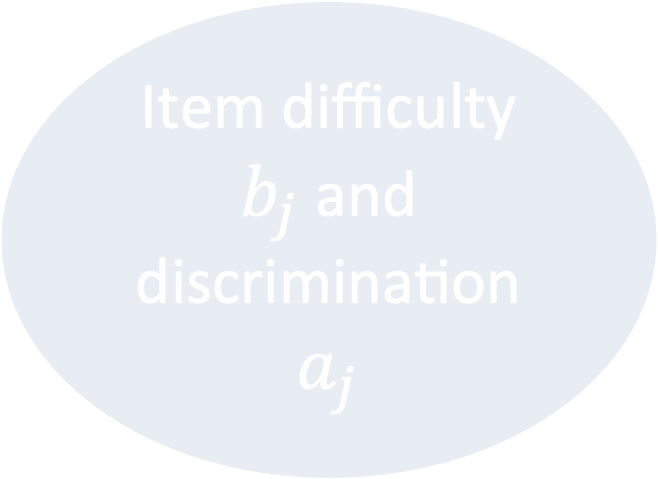 Item difficulty
b_j and
discrimination
a_j